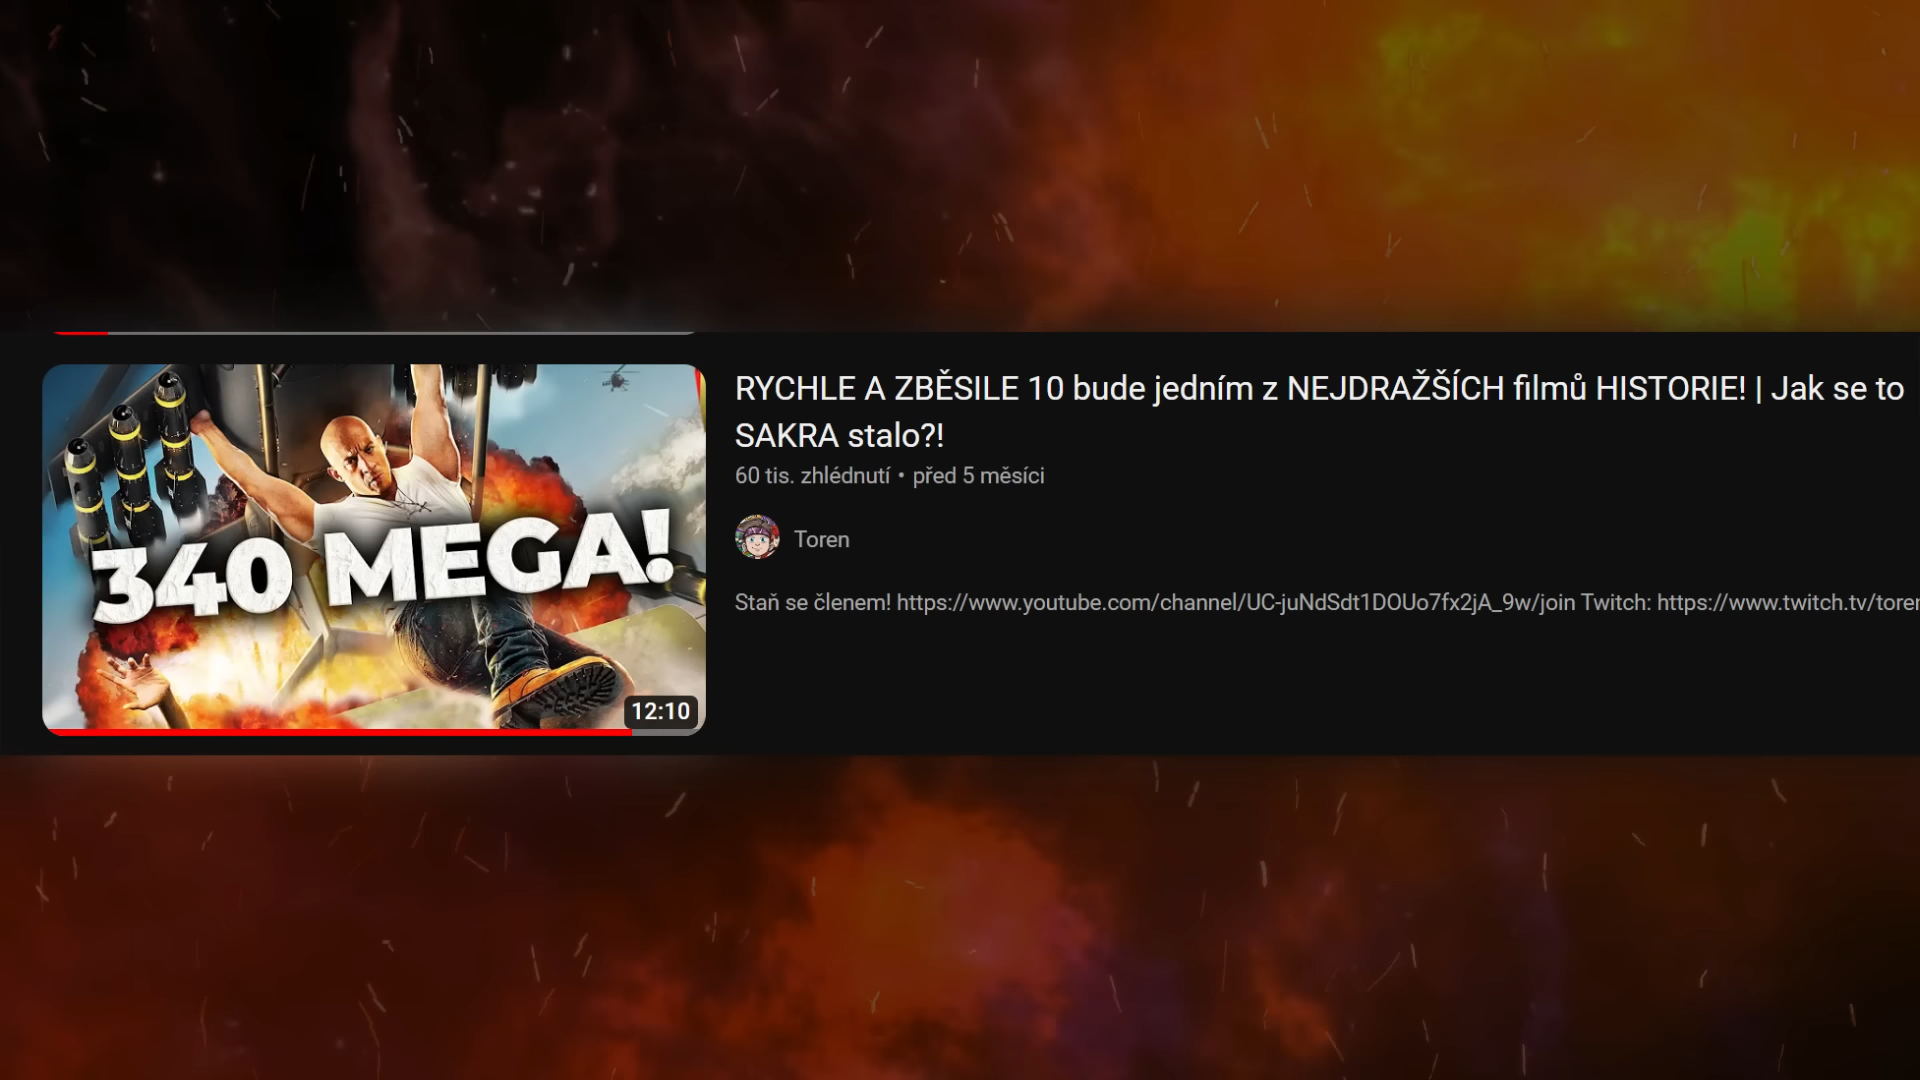 RYCHLE A ZBĚSILE 10 bude jedním z NEJDRAŽŠÍCH filmů HISTORIE! | Jak se to
SAKRA stalo?!
60 tis. zhlédnutí • před 5 měsíci
340 MEGA!
Toren
Staň se členem! https://www.youtube.com/channel/UC-juNdSdt1DOUo7fx2jA_9w/join Twitch: https://www.twitch.tv/toren
12:10